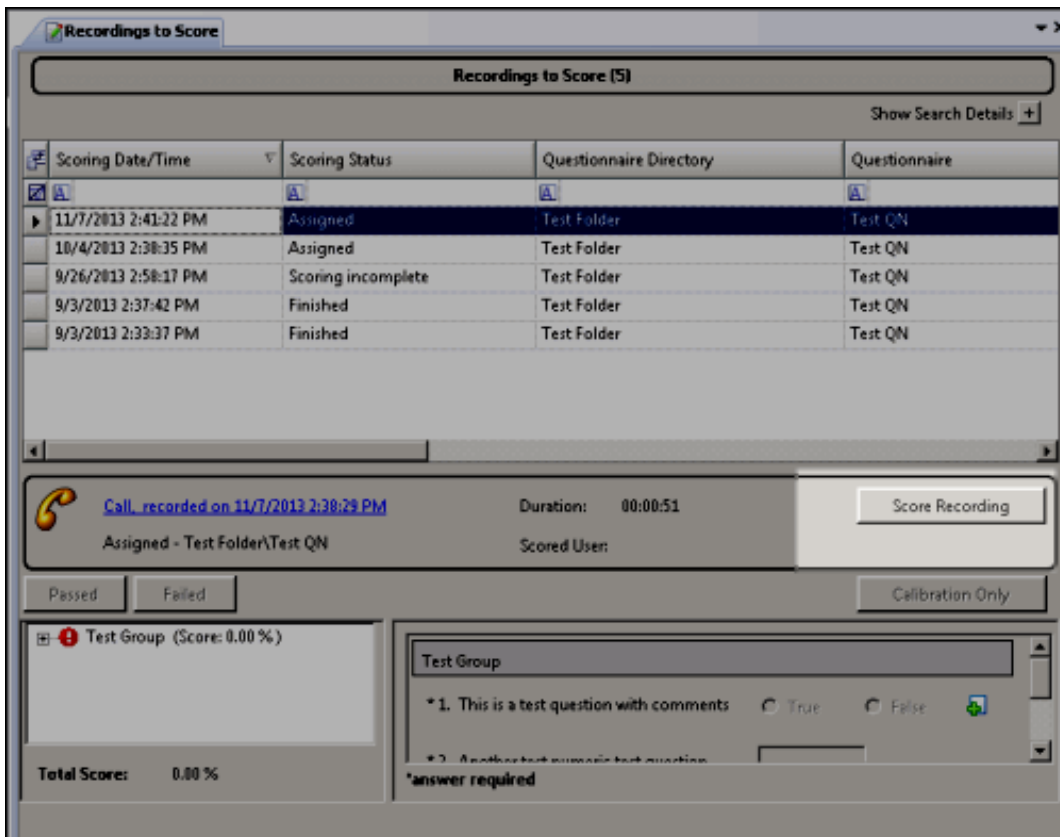 Recordings to Score
Recordings to Score (5)
Show Search Details +
Scoring Date/Time Scoring Status Questionnaire Directory Questionnaire
A A A A
11/7/2013 2:41:22 PM Assigned Test Folder Test QN
10/4/2013 2:38:35 PM Assigned Test Folder Test QN
9/26/2013 2:58:17 PM Scoring incomplete Test Folder Test QN
9/3/2013 2:37:42 PM Finished Test Folder Test QN
9/3/2013 2:33:37 PM Finished Test Folder Test QN
Call, recorded on 11/7/2013 2:38:29 PM Duration: 00:00:51 Score Recording
Assigned - Test Folder\Test QN Scored User:
Passed Failed Calibration Only
Test Group (Score: 0.00 %)
Test Group
* 1. This is a test question with comments True False
* 2. Another test numeric test question
Total Score: 0.00 %
*answer required